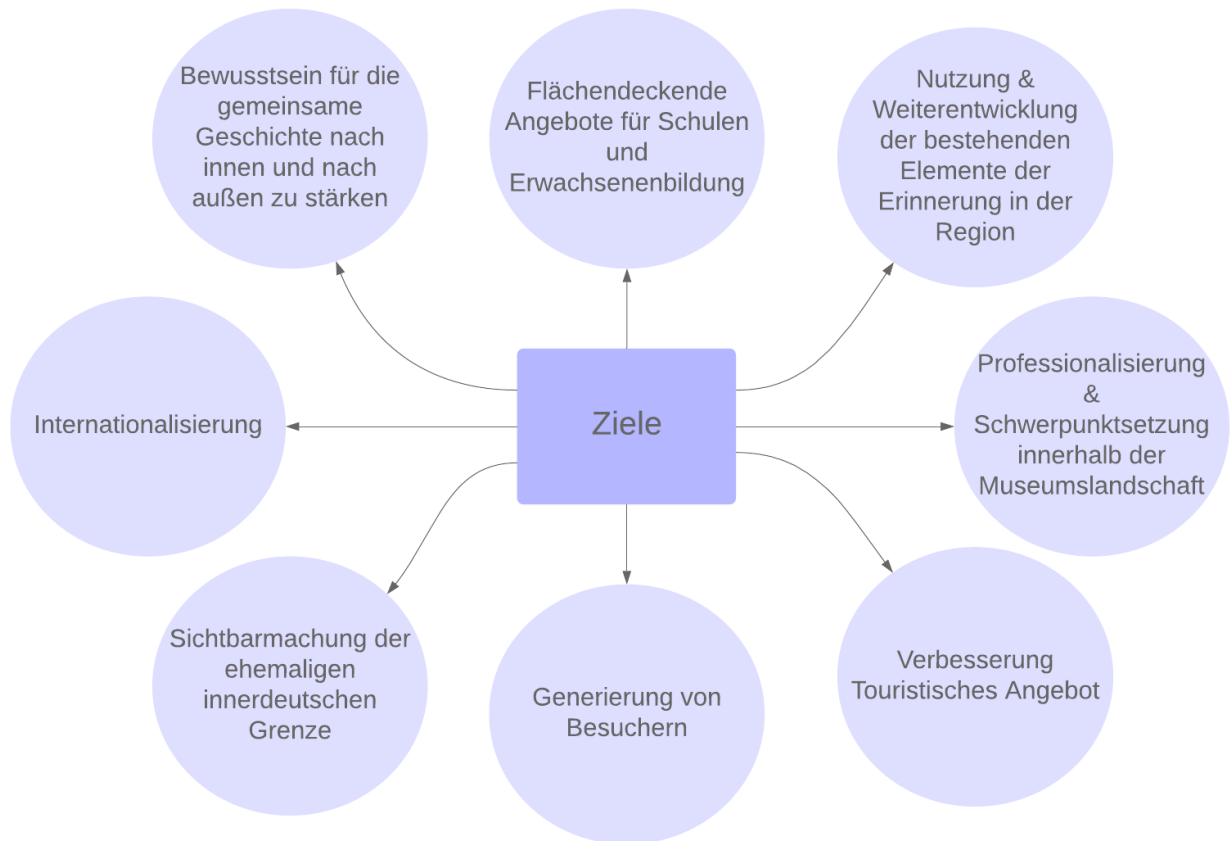 Bewusstsein für die
gemeinsame
Geschichte nach
innen und nach
außen zu stärken
Flächendeckende
Angebote für Schulen
und
Erwachsenenbildung
Nutzung &
Weiterentwicklung
der bestehenden
Elemente der
Erinnerung in der
Region
Internationalisierung
Ziele
Professionalisierung
&
Schwerpunktsetzung
innerhalb der
Museumslandschaft
Sichtbarmachung der
ehemaligen
innerdeutschen
Grenze
Generierung von
Besuchern
Verbesserung
Touristisches Angebot